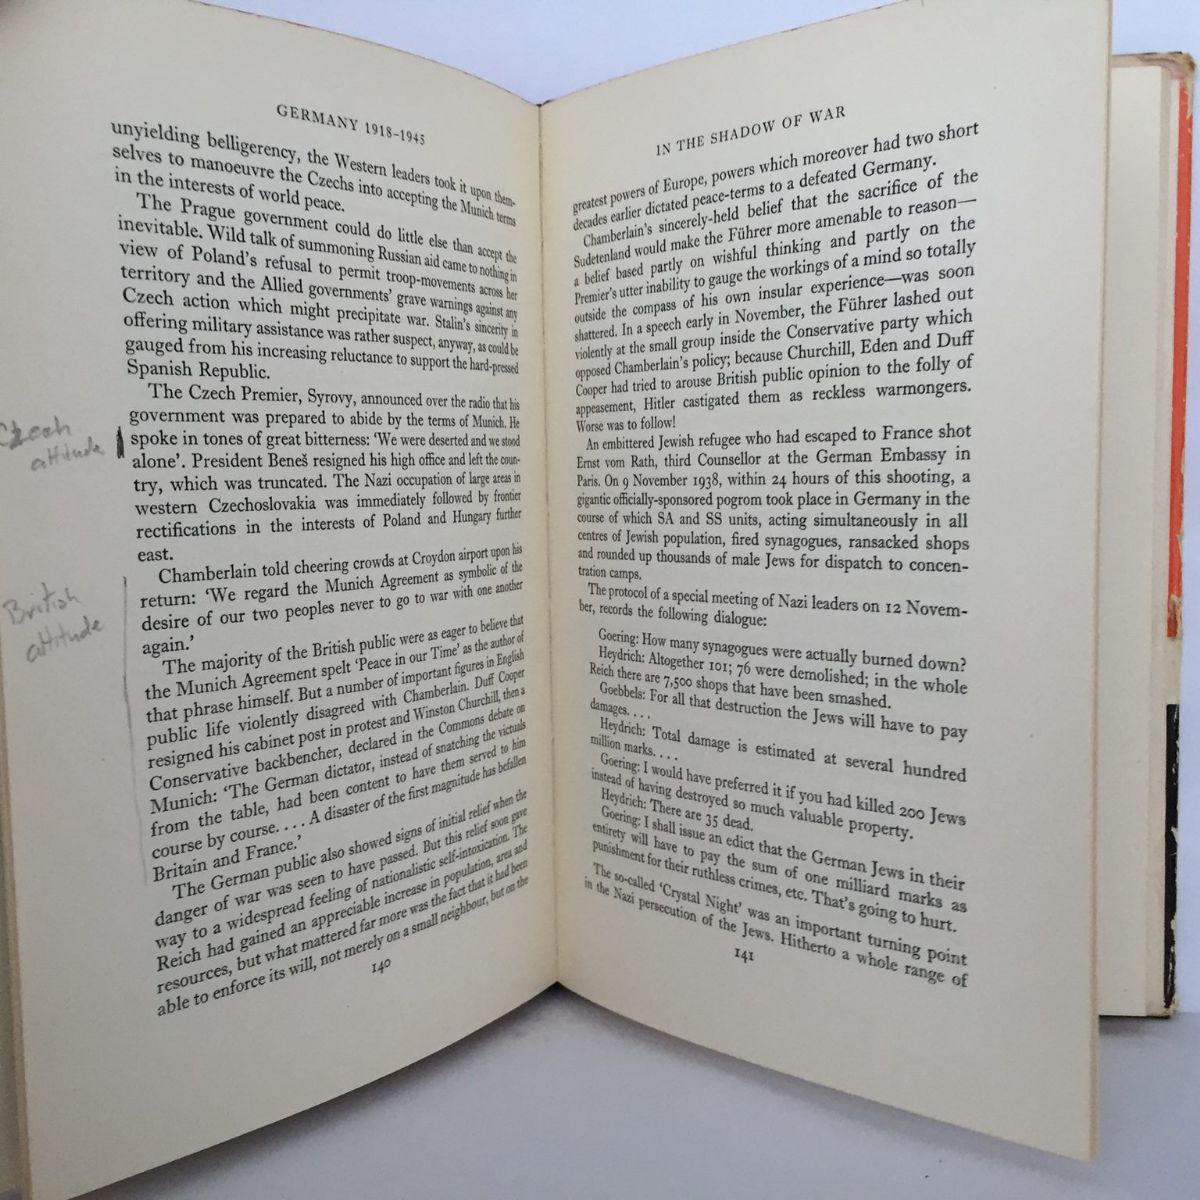 GERMANY 1918–1945
unyielding belligerency, the Western leaders took it upon them-
selves to manoeuvre the Czechs into accepting the Munich terms
in the interests of world peace.
The Prague government could do little else than accept the
inevitable. Wild talk of summoning Russian aid came to nothing in
view of Poland's refusal to permit troop-movements across her
territory and the Allied governments' grave warnings against any
Czech action which might precipitate war. Stalin's sincerity in
offering military assistance was rather suspect, anyway, as could be
gauged from his increasing reluctance to support the hard-pressed
Spanish Republic.
The Czech Premier, Syrovy, announced over the radio that his
government was prepared to abide by the terms of Munich. He
spoke in tones of great bitterness: 'We were deserted and we stood
alone'. President Beneš resigned his high office and left the coun-
try, which was truncated. The Nazi occupation of large areas in
western Czechoslovakia was immediately followed by frontier
rectifications in the interests of Poland and Hungary further
east.
Chamberlain told cheering crowds at Croydon airport upon his
return: 'We regard the Munich Agreement as symbolic of the
desire of our two peoples never to go to war with one another
again.'
The majority of the British public were as eager to believe that
the Munich Agreement spelt 'Peace in our Time' as the author of
that phrase himself. But a number of important figures in English
public life violently disagreed with Chamberlain. Duff Cooper
resigned his cabinet post in protest and Winston Churchill, then a
Conservative backbencher, declared in the Commons debate on
Munich: 'The German dictator, instead of snatching the victuals
from the table, had been content to have them served to him
course by course. . . . A disaster of the first magnitude has befallen
Britain and France.'
The German public also showed signs of initial relief when the
danger of war was seen to have passed. But this relief soon gave
way to a widespread feeling of nationalistic self-intoxication. The
Reich had gained an appreciable increase in population, area and
resources, but what mattered far more was the fact that it had been
able to enforce its will, not merely on a small neighbour, but on the
140
Czech
attitude
British
attitude
IN THE SHADOW OF WAR
greatest powers of Europe, powers which moreover had two short
decades earlier dictated peace-terms to a defeated Germany.
Chamberlain's sincerely-held belief that the sacrifice of the
Sudetenland would make the Führer more amenable to reason—
a belief based partly on wishful thinking and partly on the
Premier's utter inability to gauge the workings of a mind so totally
outside the compass of his own insular experience—was soon
shattered. In a speech early in November, the Führer lashed out
violently at the small group inside the Conservative party which
opposed Chamberlain's policy; because Churchill, Eden and Duff
Cooper had tried to arouse British public opinion to the folly of
appeasement, Hitler castigated them as reckless warmongers.
Worse was to follow!
An embittered Jewish refugee who had escaped to France shot
Ernst vom Rath, third Counsellor at the German Embassy in
Paris. On 9 November 1938, within 24 hours of this shooting, a
gigantic officially-sponsored pogrom took place in Germany in the
course of which SA and SS units, acting simultaneously in all
centres of Jewish population, fired synagogues, ransacked shops
and rounded up thousands of male Jews for dispatch to concen-
tration camps.
The protocol of a special meeting of Nazi leaders on 12 Novem-
ber, records the following dialogue:
Goering: How many synagogues were actually burned down?
Heydrich: Altogether 101; 76 were demolished; in the whole
Reich there are 7,500 shops that have been smashed.
Goebbels: For all that destruction the Jews will have to pay
damages. . . .
Heydrich: Total damage is estimated at several hundred
million marks. . . .
Goering: I would have preferred it if you had killed 200 Jews
instead of having destroyed so much valuable property.
Heydrich: There are 35 dead.
Goering: I shall issue an edict that the German Jews in their
entirety will have to pay the sum of one milliard marks as
punishment for their ruthless crimes, etc. That's going to hurt.
The so-called 'Crystal Night' was an important turning point
in the Nazi persecution of the Jews. Hitherto a whole range of
141